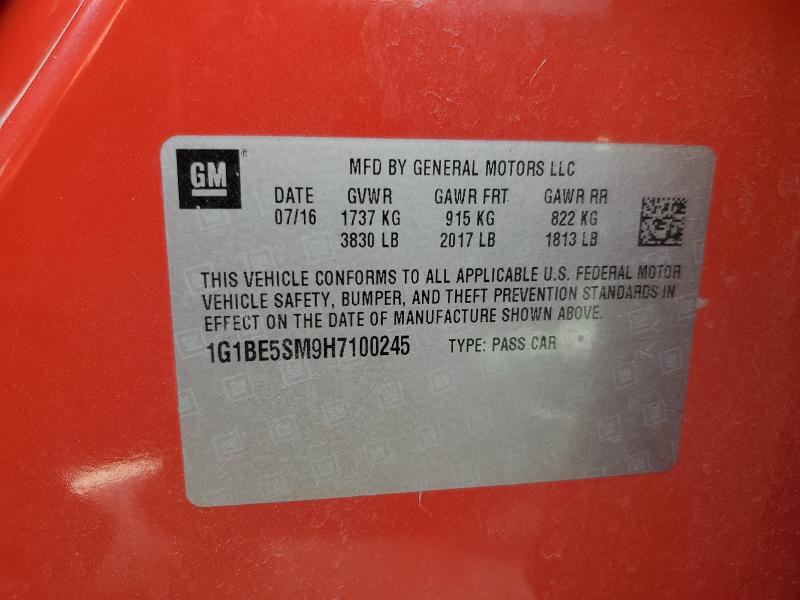 GM®
MFD BY GENERAL MOTORS LLC
DATE GVWR GAWR FRT GAWR RR
07/16 1737 KG 915 KG 822 KG
3830 LB 2017 LB 1813 LB
THIS VEHICLE CONFORMS TO ALL APPLICABLE U.S. FEDERAL MOTOR
VEHICLE SAFETY, BUMPER, AND THEFT PREVENTION STANDARDS IN
EFFECT ON THE DATE OF MANUFACTURE SHOWN ABOVE.
1G1BE5SM9H7100245 TYPE: PASS CAR